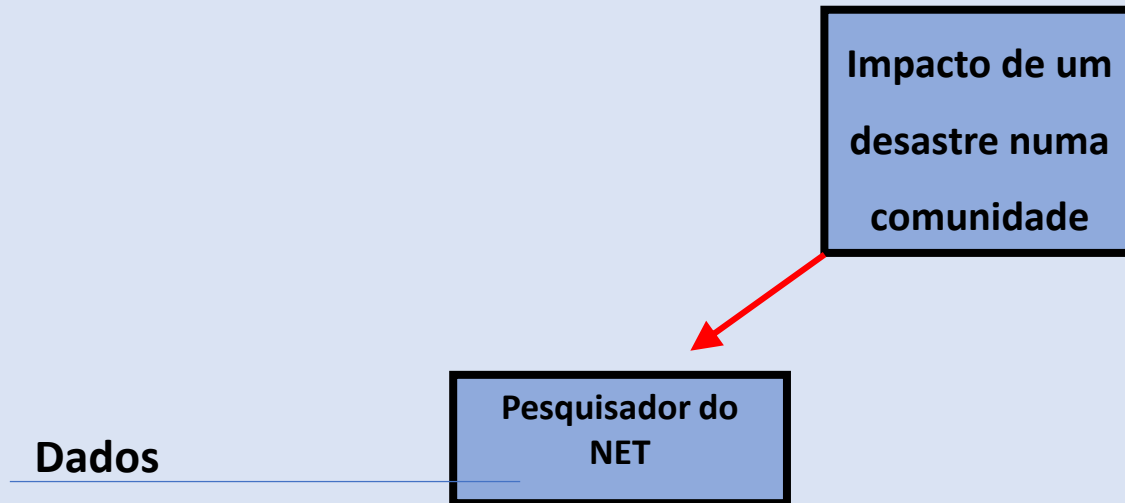 Impacto de um
desastre numa
comunidade
Pesquisador do
NET
Dados